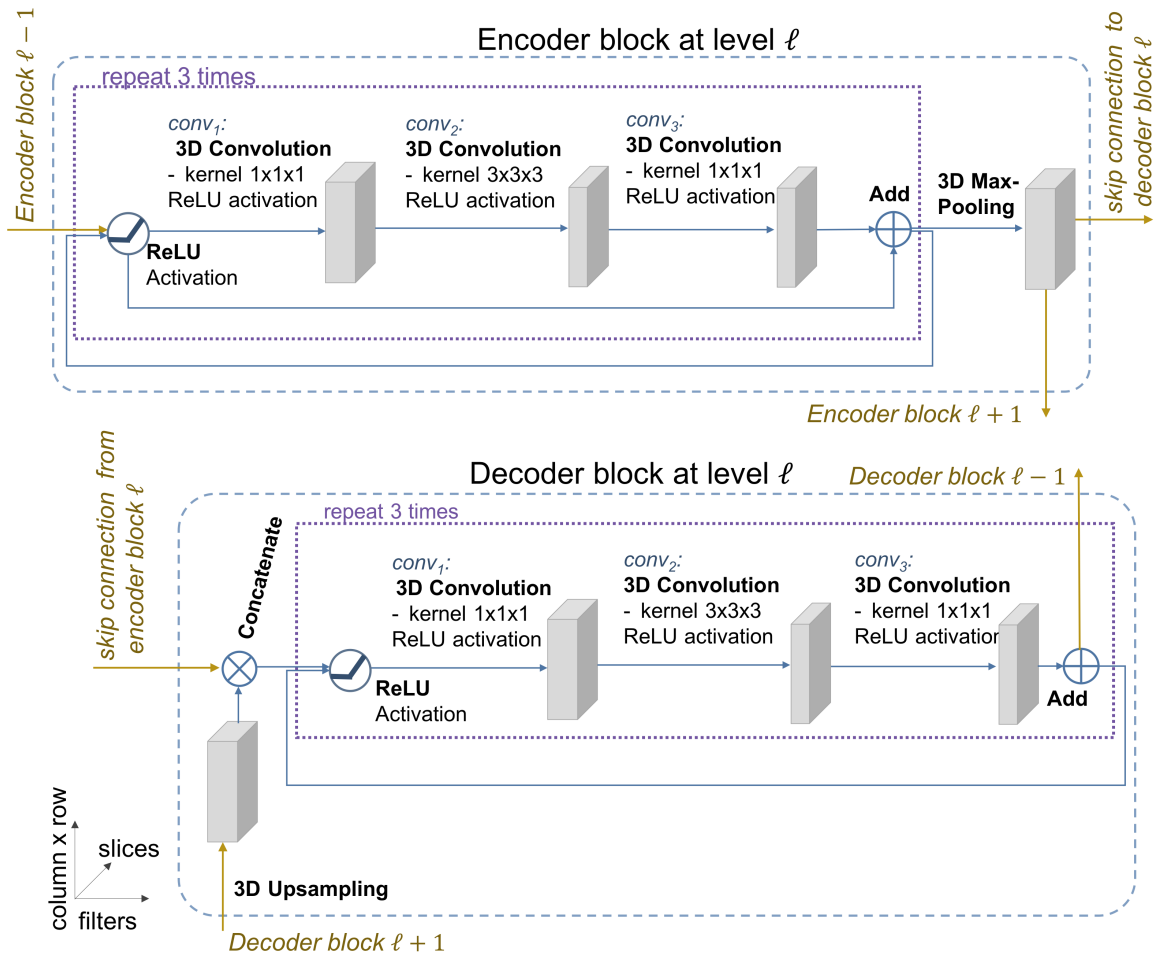 Encoder block at level ℓ
Encoder block ℓ − 1
skip connection to
decoder block ℓ
repeat 3 times
conv₁:
3D Convolution
- kernel 1x1x1
ReLU activation
conv₂:
3D Convolution
- kernel 3x3x3
ReLU activation
conv₃:
3D Convolution
- kernel 1x1x1
ReLU activation
Add
3D Max-
Pooling
ReLU
Activation
Encoder block ℓ + 1
Decoder block at level ℓ
Decoder block ℓ − 1
skip connection from
encoder block ℓ
Concatenate
repeat 3 times
conv₁:
3D Convolution
- kernel 1x1x1
ReLU activation
conv₂:
3D Convolution
- kernel 3x3x3
ReLU activation
conv₃:
3D Convolution
- kernel 1x1x1
ReLU activation
ReLU
Activation
Add
column x row
slices
filters
3D Upsampling
Decoder block ℓ + 1